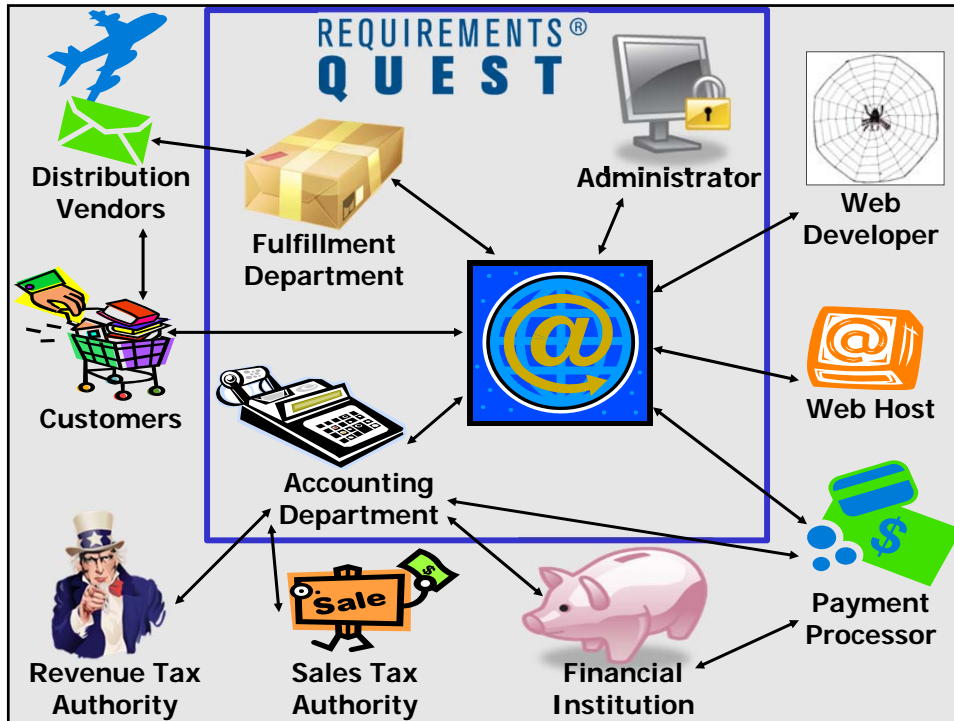 REQUIREMENTS®
QUEST
Distribution
Vendors
Fulfillment
Department
Administrator
Web
Developer
@
Customers
@
Web Host
Accounting
Department
Revenue Tax
Authority
Sale
$
Sales Tax
Authority
Financial
Institution
$
Payment
Processor